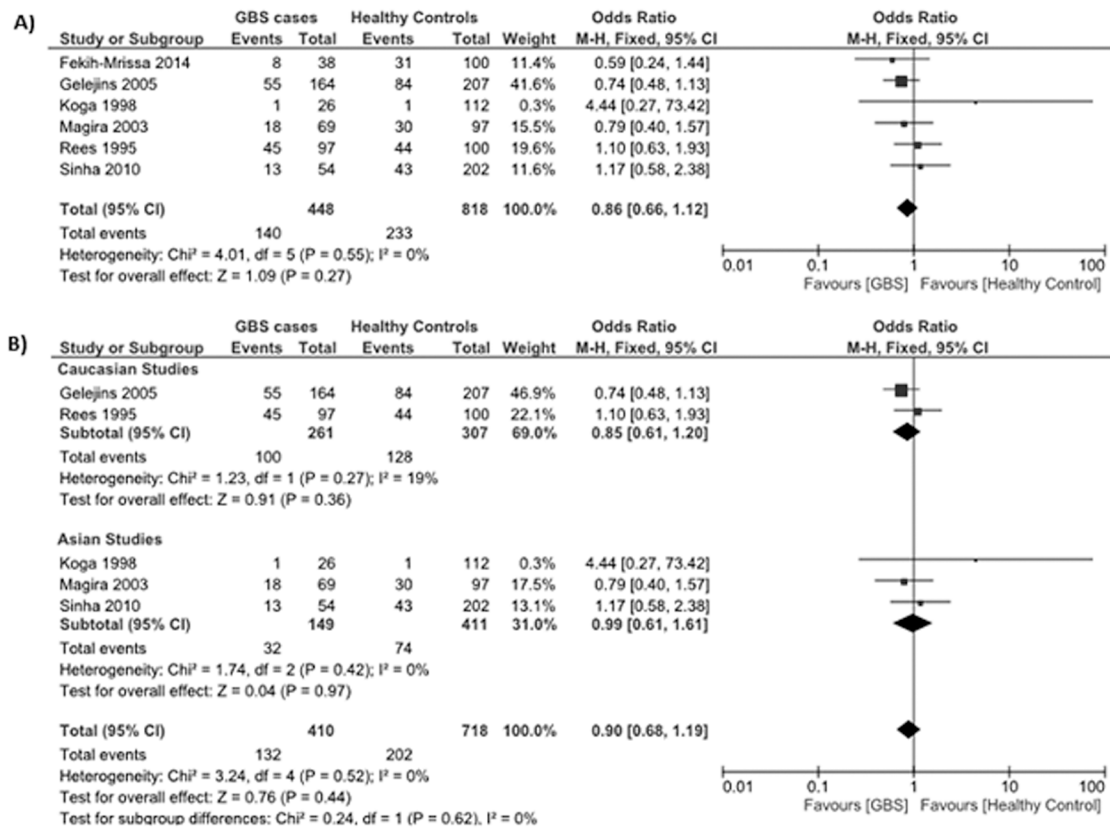 A)
GBS cases Healthy Controls Odds Ratio Odds Ratio
Study or Subgroup Events Total Events Total Weight M-H, Fixed, 95% CI M-H, Fixed, 95% CI
Fekih-Mrissa 2014 8 38 31 100 11.4% 0.59 [0.24, 1.44]
Gelejins 2005 55 164 84 207 41.6% 0.74 [0.48, 1.13]
Koga 1998 1 26 1 112 0.3% 4.44 [0.27, 73.42]
Magira 2003 18 69 30 97 15.5% 0.79 [0.40, 1.57]
Rees 1995 45 97 44 100 19.6% 1.10 [0.63, 1.93]
Sinha 2010 13 54 43 202 11.6% 1.17 [0.58, 2.38]
Total (95% CI) 448 818 100.0% 0.86 [0.66, 1.12]
Total events 140 233
Heterogeneity: Chi² = 4.01, df = 5 (P = 0.55); I² = 0%
Test for overall effect: Z = 1.09 (P = 0.27)
0.01 0.1 1 10 100
Favours [GBS] Favours [Healthy Control]
B)
GBS cases Healthy Controls Odds Ratio Odds Ratio
Study or Subgroup Events Total Events Total Weight M-H, Fixed, 95% CI M-H, Fixed, 95% CI
Caucasian Studies
Gelejins 2005 55 164 84 207 46.9% 0.74 [0.48, 1.13]
Rees 1995 45 97 44 100 22.1% 1.10 [0.63, 1.93]
Subtotal (95% CI) 261 307 69.0% 0.85 [0.61, 1.20]
Total events 100 128
Heterogeneity: Chi² = 1.23, df = 1 (P = 0.27); I² = 19%
Test for overall effect: Z = 0.91 (P = 0.36)
Asian Studies
Koga 1998 1 26 1 112 0.3% 4.44 [0.27, 73.42]
Magira 2003 18 69 30 97 17.5% 0.79 [0.40, 1.57]
Sinha 2010 13 54 43 202 13.1% 1.17 [0.58, 2.38]
Subtotal (95% CI) 149 411 31.0% 0.99 [0.61, 1.61]
Total events 32 74
Heterogeneity: Chi² = 1.74, df = 2 (P = 0.42); I² = 0%
Test for overall effect: Z = 0.04 (P = 0.97)
Total (95% CI) 410 718 100.0% 0.90 [0.68, 1.19]
Total events 132 202
Heterogeneity: Chi² = 3.24, df = 4 (P = 0.52); I² = 0%
Test for overall effect: Z = 0.76 (P = 0.44)
Test for subgroup differences: Chi² = 0.24, df = 1 (P = 0.62), I² = 0%
0.01 0.1 1 10 100
Favours [GBS] Favours [Healthy Control]